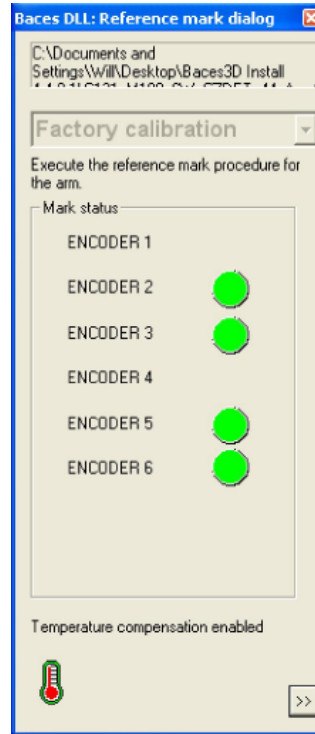 Baces DLL: Reference mark dialog
C:\Documents and
Settings\Will\Desktop\Baces3D Install
Factory calibration
Execute the reference mark procedure for
the arm.
Mark status
ENCODER 1
ENCODER 2
ENCODER 3
ENCODER 4
ENCODER 5
ENCODER 6
Temperature compensation enabled
>>